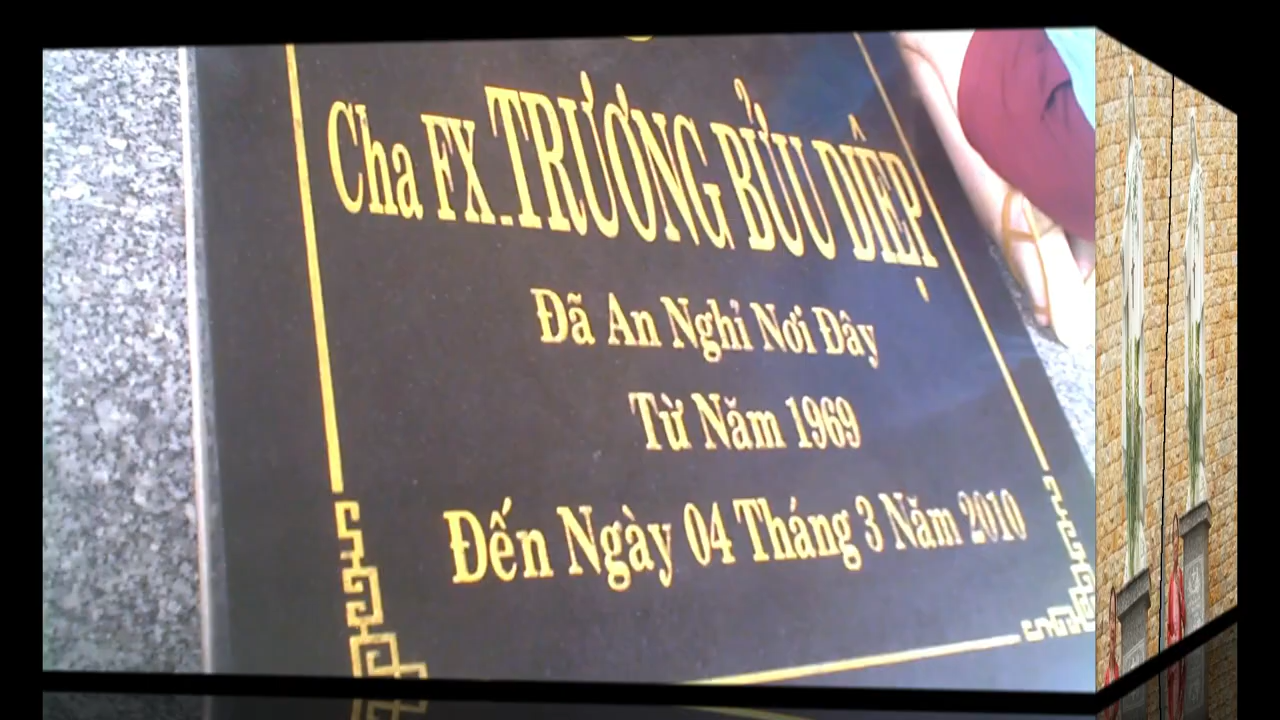 Cha FX.TRƯƠNG BỬU DIỆP
Đã An Nghỉ Nơi Đây
Từ Năm 1969
Đến Ngày 04 Tháng 3 Năm 2010